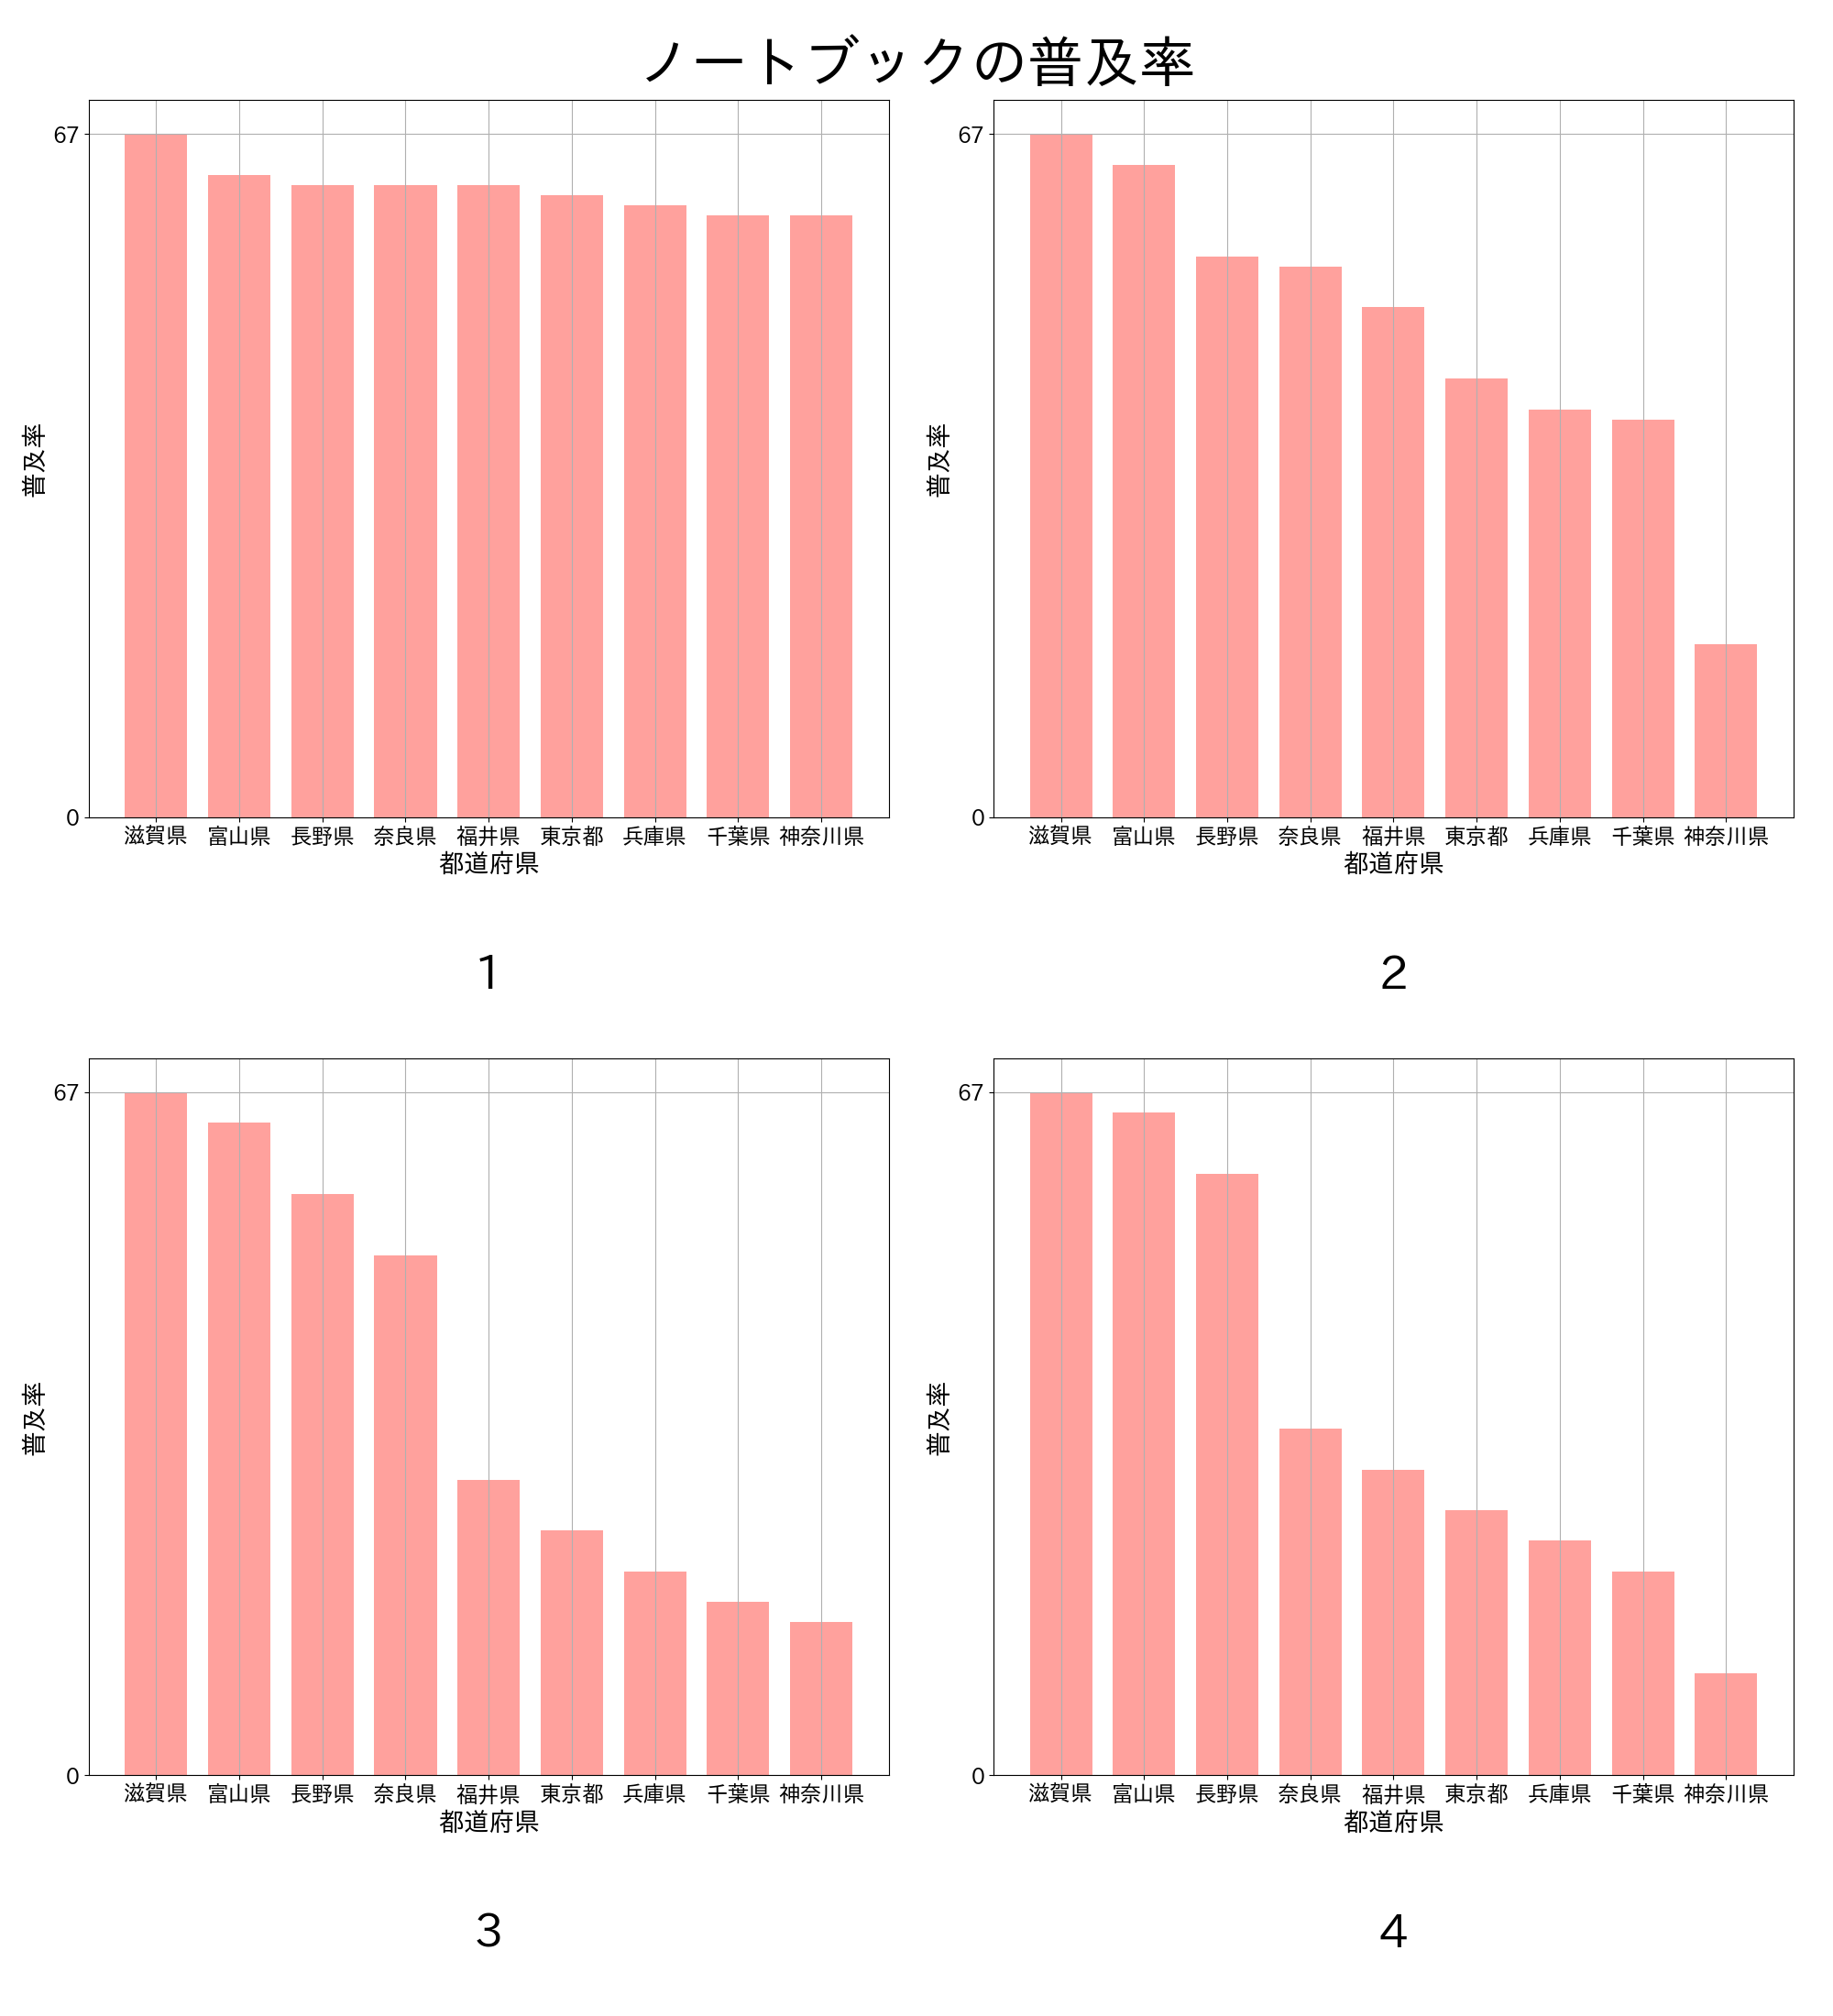 ノートブックの普及率
67
0
普及率
滋賀県 富山県 長野県 奈良県 福井県 東京都 兵庫県 千葉県 神奈川県
都道府県
1
67
0
普及率
滋賀県 富山県 長野県 奈良県 福井県 東京都 兵庫県 千葉県 神奈川県
都道府県
2
67
0
普及率
滋賀県 富山県 長野県 奈良県 福井県 東京都 兵庫県 千葉県 神奈川県
都道府県
3
67
0
普及率
滋賀県 富山県 長野県 奈良県 福井県 東京都 兵庫県 千葉県 神奈川県
都道府県
4